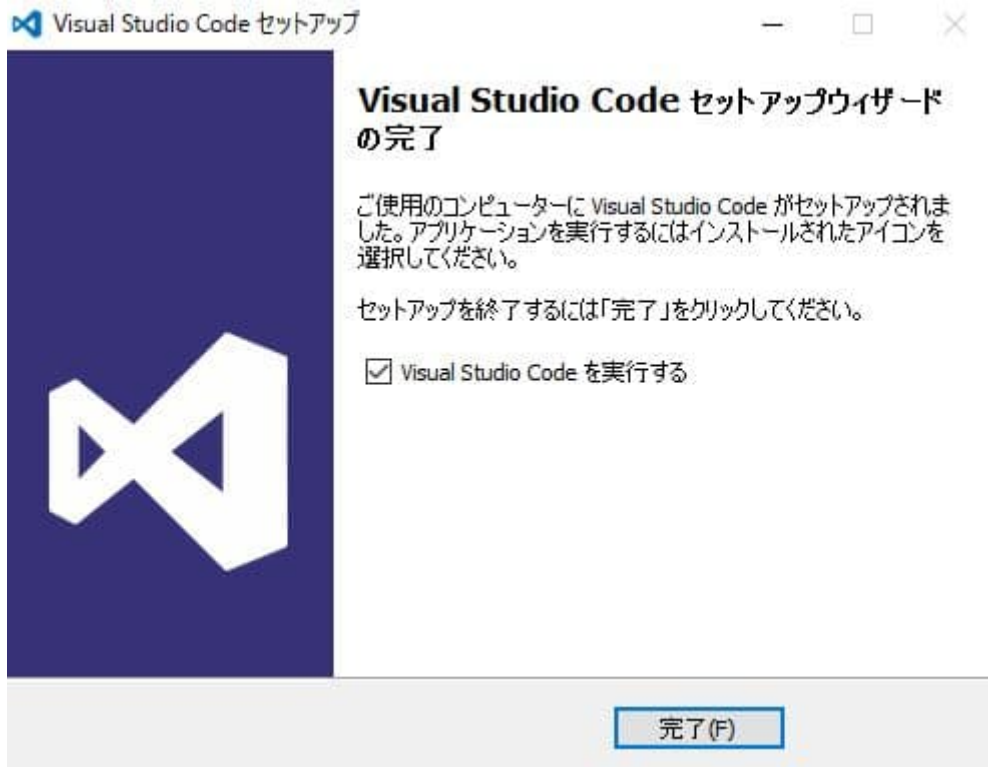 Visual Studio Code セットアップ
Visual Studio Code セットアップウィザード
の完了
ご使用のコンピューターに Visual Studio Code がセットアップされま
した。アプリケーションを実行するにはインストールされたアイコンを
選択してください。
セットアップを終了するには「完了」をクリックしてください。
Visual Studio Code を実行する
完了(F)